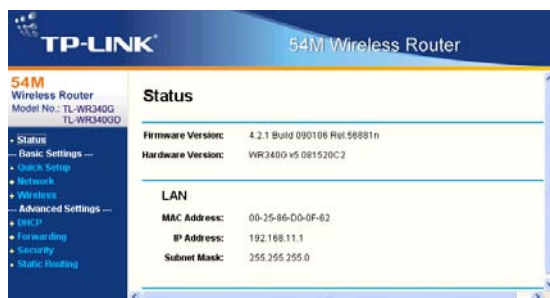 TP-LINK®
54M Wireless Router
54M
Wireless Router
Model No.: TL-WR340G
TL-WR340GD
Status
--- Basic Settings ---
Quick Setup
Network
Wireless
--- Advanced Settings ---
DHCP
Forwarding
Security
Static Routing
Status
Firmware Version: 4.2.1 Build 090106 Rel.56881n
Hardware Version: WR340G v5 081520C2
LAN
MAC Address: 00-25-86-D0-0F-62
IP Address: 192.168.11.1
Subnet Mask: 255.255.255.0